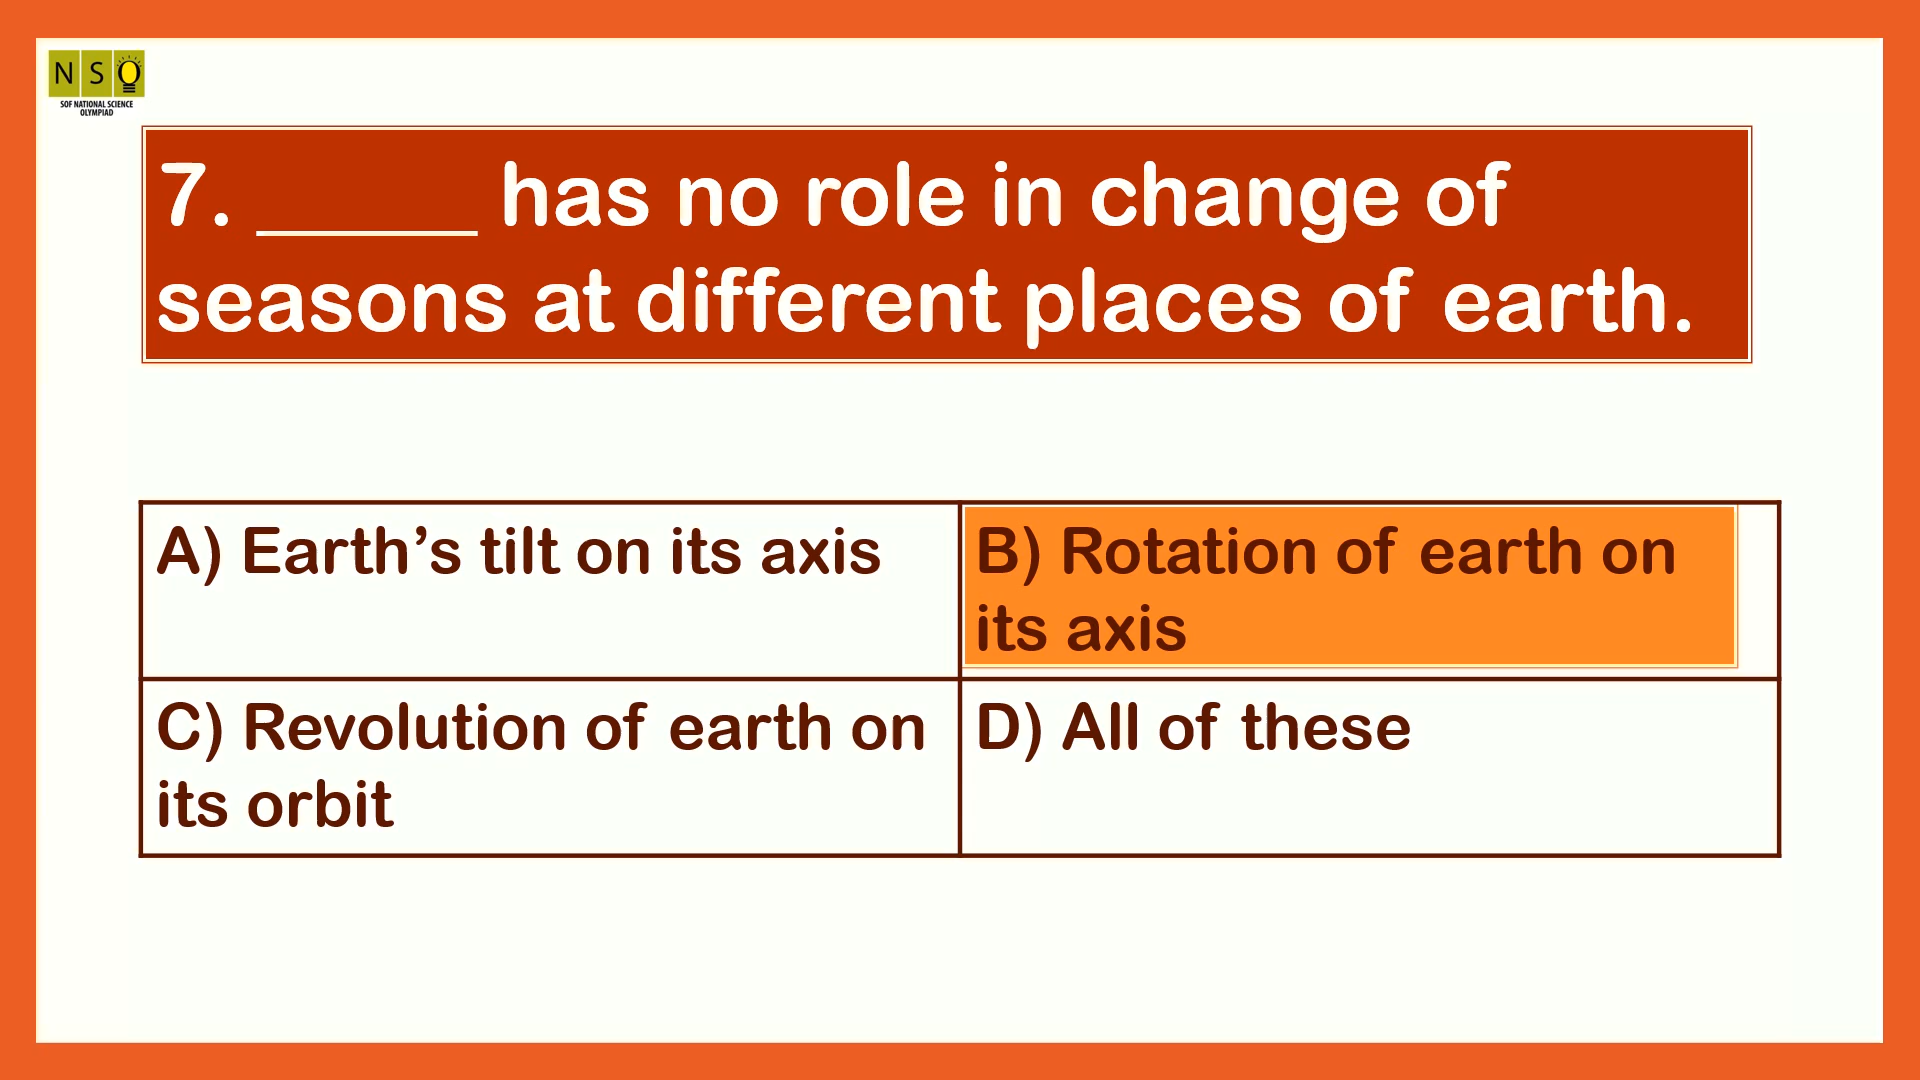 NSO
SOF NATIONAL SCIENCE
OLYMPIAD
7. _____ has no role in change of
seasons at different places of earth.
A) Earth’s tilt on its axis
B) Rotation of earth on
its axis
C) Revolution of earth on
its orbit
D) All of these